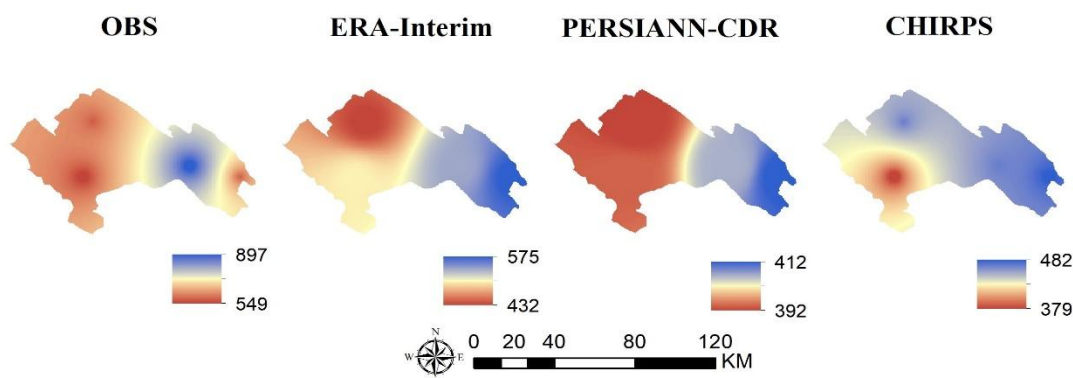 OBS ERA-Interim PERSIANN-CDR CHIRPS
897 575 412 482
549 432 392 379
N
W E
S
0 20 40 80 120
KM